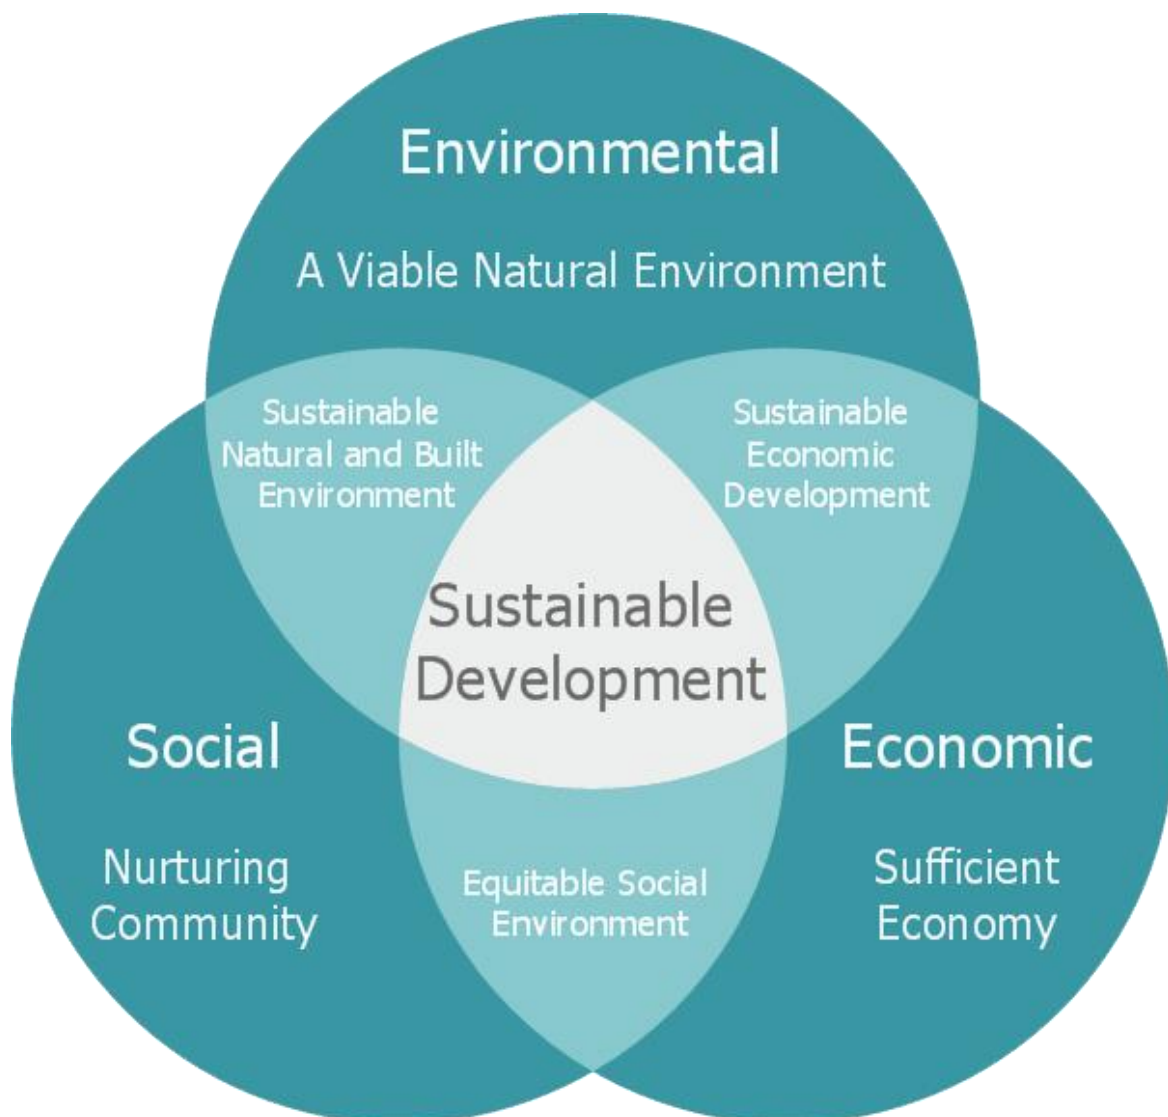 Environmental
A Viable Natural Environment
Sustainable
Natural and Built
Environment
Sustainable
Economic
Development
Sustainable
Development
Social
Nurturing
Community
Economic
Sufficient
Economy
Equitable Social
Environment